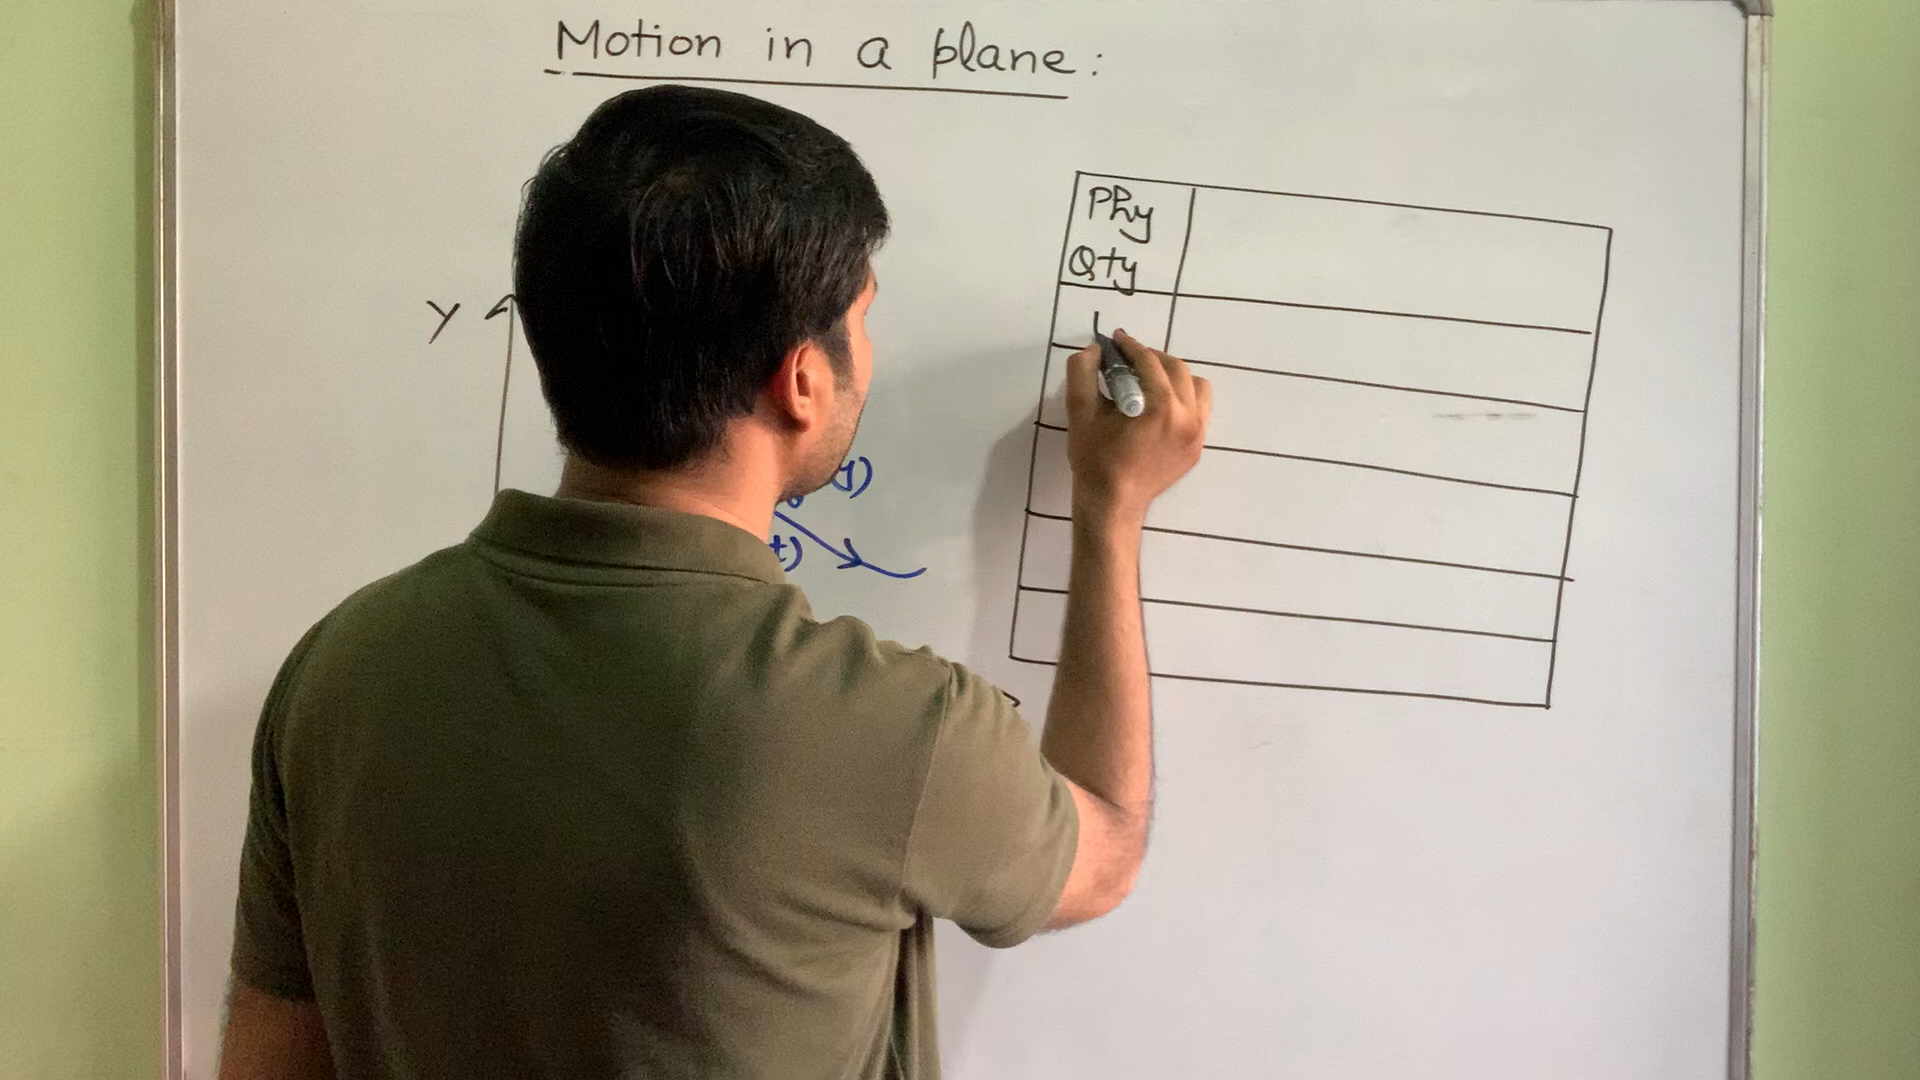 Motion in a plane:
Phy
Qty
Y
y)
t)